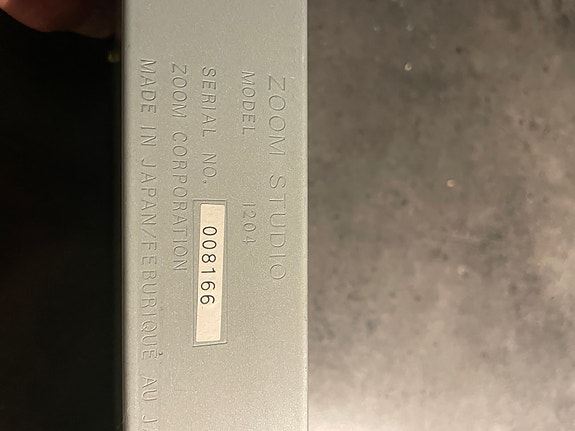 ZOOM STUDIO
MODEL 1204
SERIAL NO. 008166
ZOOM CORPORATION
MADE IN JAPAN/FEBURIQUÉ AU J